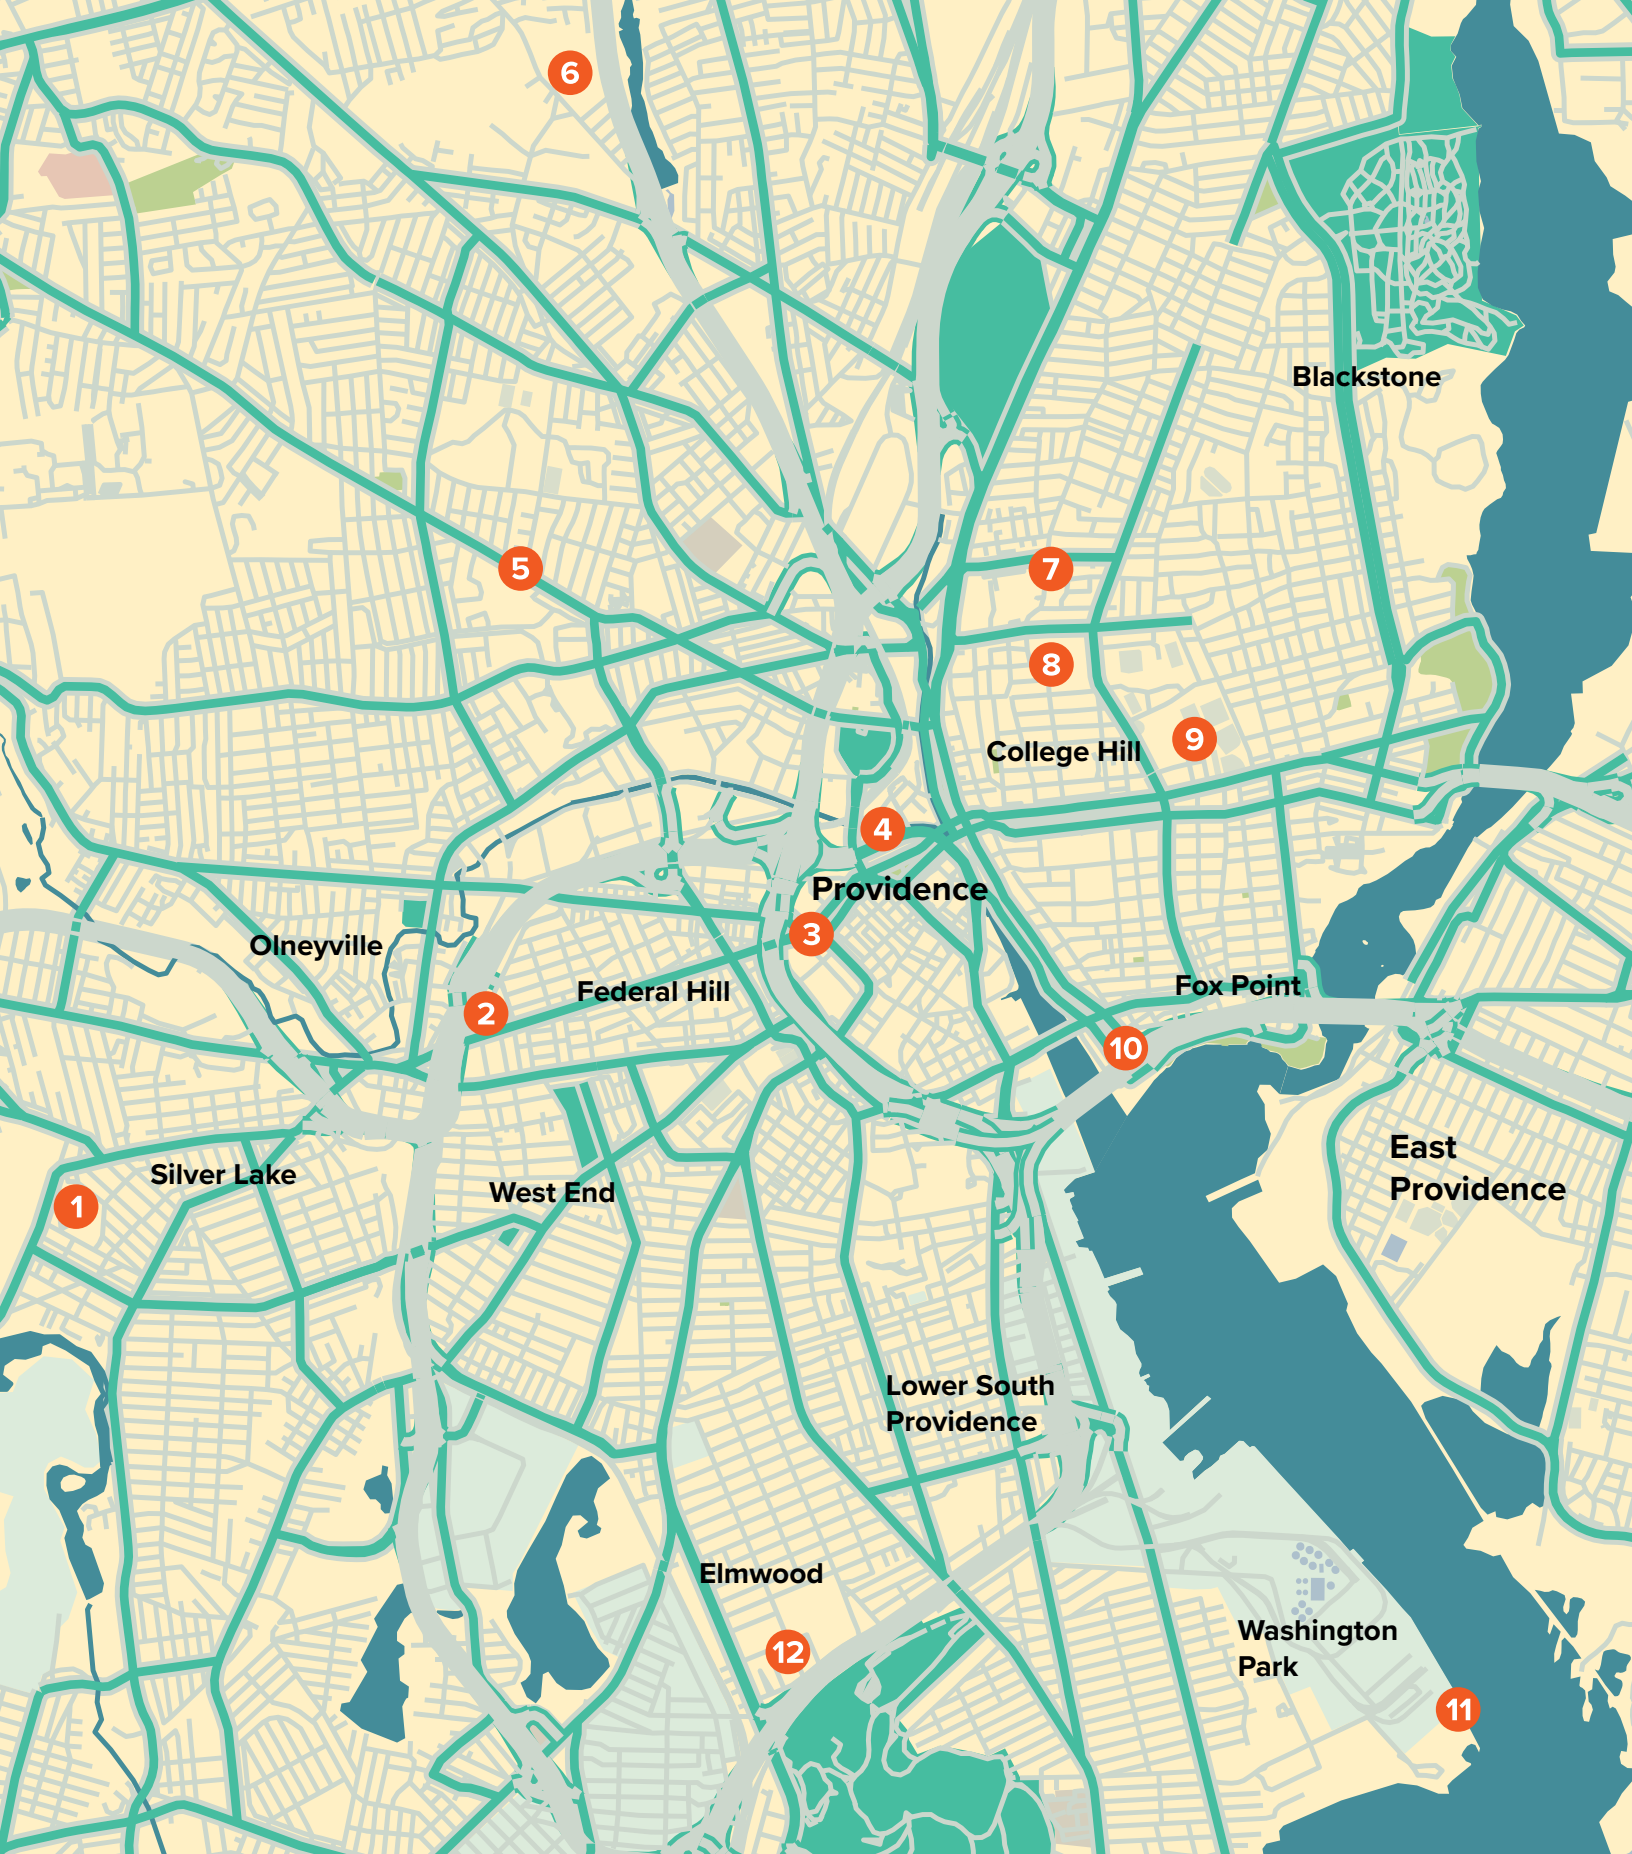 6
Blackstone
5
7
8
College Hill
9
4
Providence
3
Olneyville
Federal Hill
2
Fox Point
10
East
Providence
Silver Lake
1
West End
Lower South
Providence
Elmwood
12
Washington
Park
11